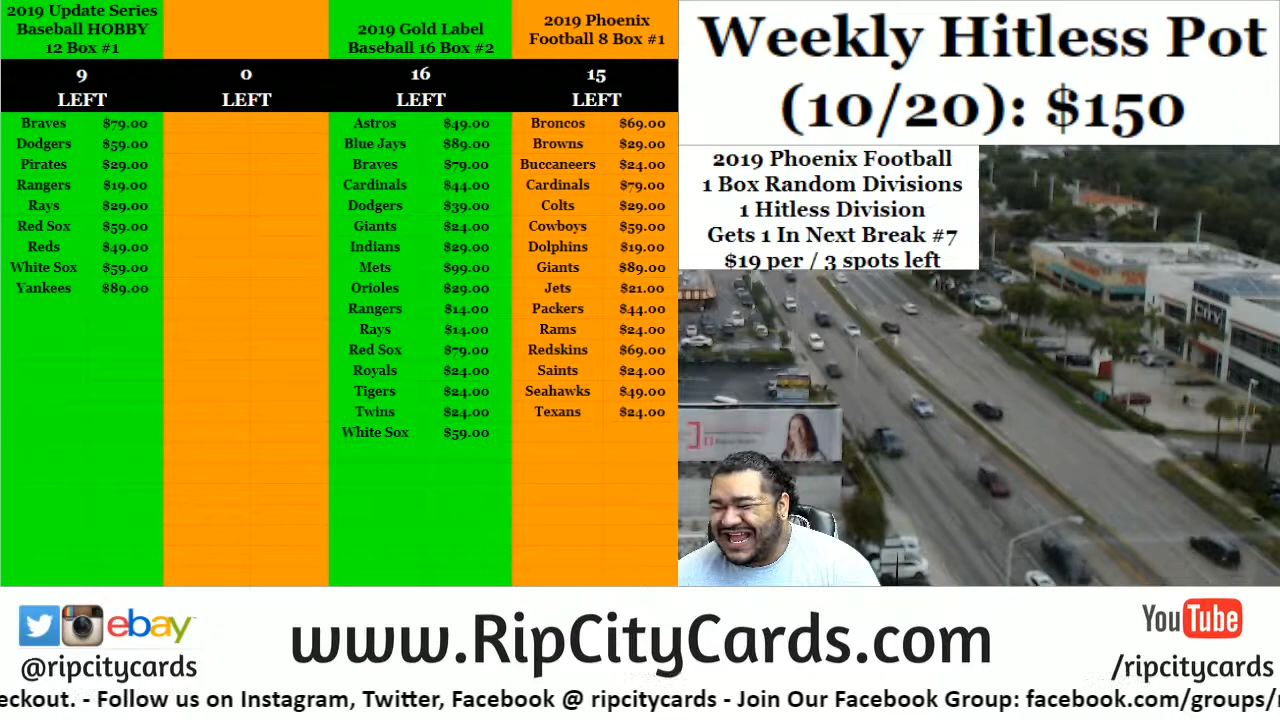 2019 Update Series
Baseball HOBBY
12 Box #1
9
LEFT
Braves $79.00
Dodgers $59.00
Pirates $29.00
Rangers $19.00
Rays $29.00
Red Sox $59.00
Reds $49.00
White Sox $59.00
Yankees $89.00
0
LEFT
2019 Gold Label
Baseball 16 Box #2
16
LEFT
Astros $49.00
Blue Jays $89.00
Braves $79.00
Cardinals $44.00
Dodgers $39.00
Giants $24.00
Indians $29.00
Mets $99.00
Orioles $29.00
Rangers $14.00
Rays $14.00
Red Sox $79.00
Royals $24.00
Tigers $24.00
Twins $24.00
White Sox $59.00
2019 Phoenix
Football 8 Box #1
15
LEFT
Broncos $69.00
Browns $29.00
Buccaneers $24.00
Cardinals $79.00
Colts $29.00
Cowboys $59.00
Dolphins $19.00
Giants $89.00
Jets $21.00
Packers $44.00
Rams $24.00
Redskins $69.00
Saints $24.00
Seahawks $49.00
Texans $24.00
Weekly Hitless Pot
(10/20): $150
2019 Phoenix Football
1 Box Random Divisions
1 Hitless Division
Gets 1 In Next Break #7
$19 per / 3 spots left
ebay
@ripcitycards
www.RipCityCards.com
YouTube
/ripcitycards
eckout. - Follow us on Instagram, Twitter, Facebook @ ripcitycards - Join Our Facebook Group: facebook.com/groups/